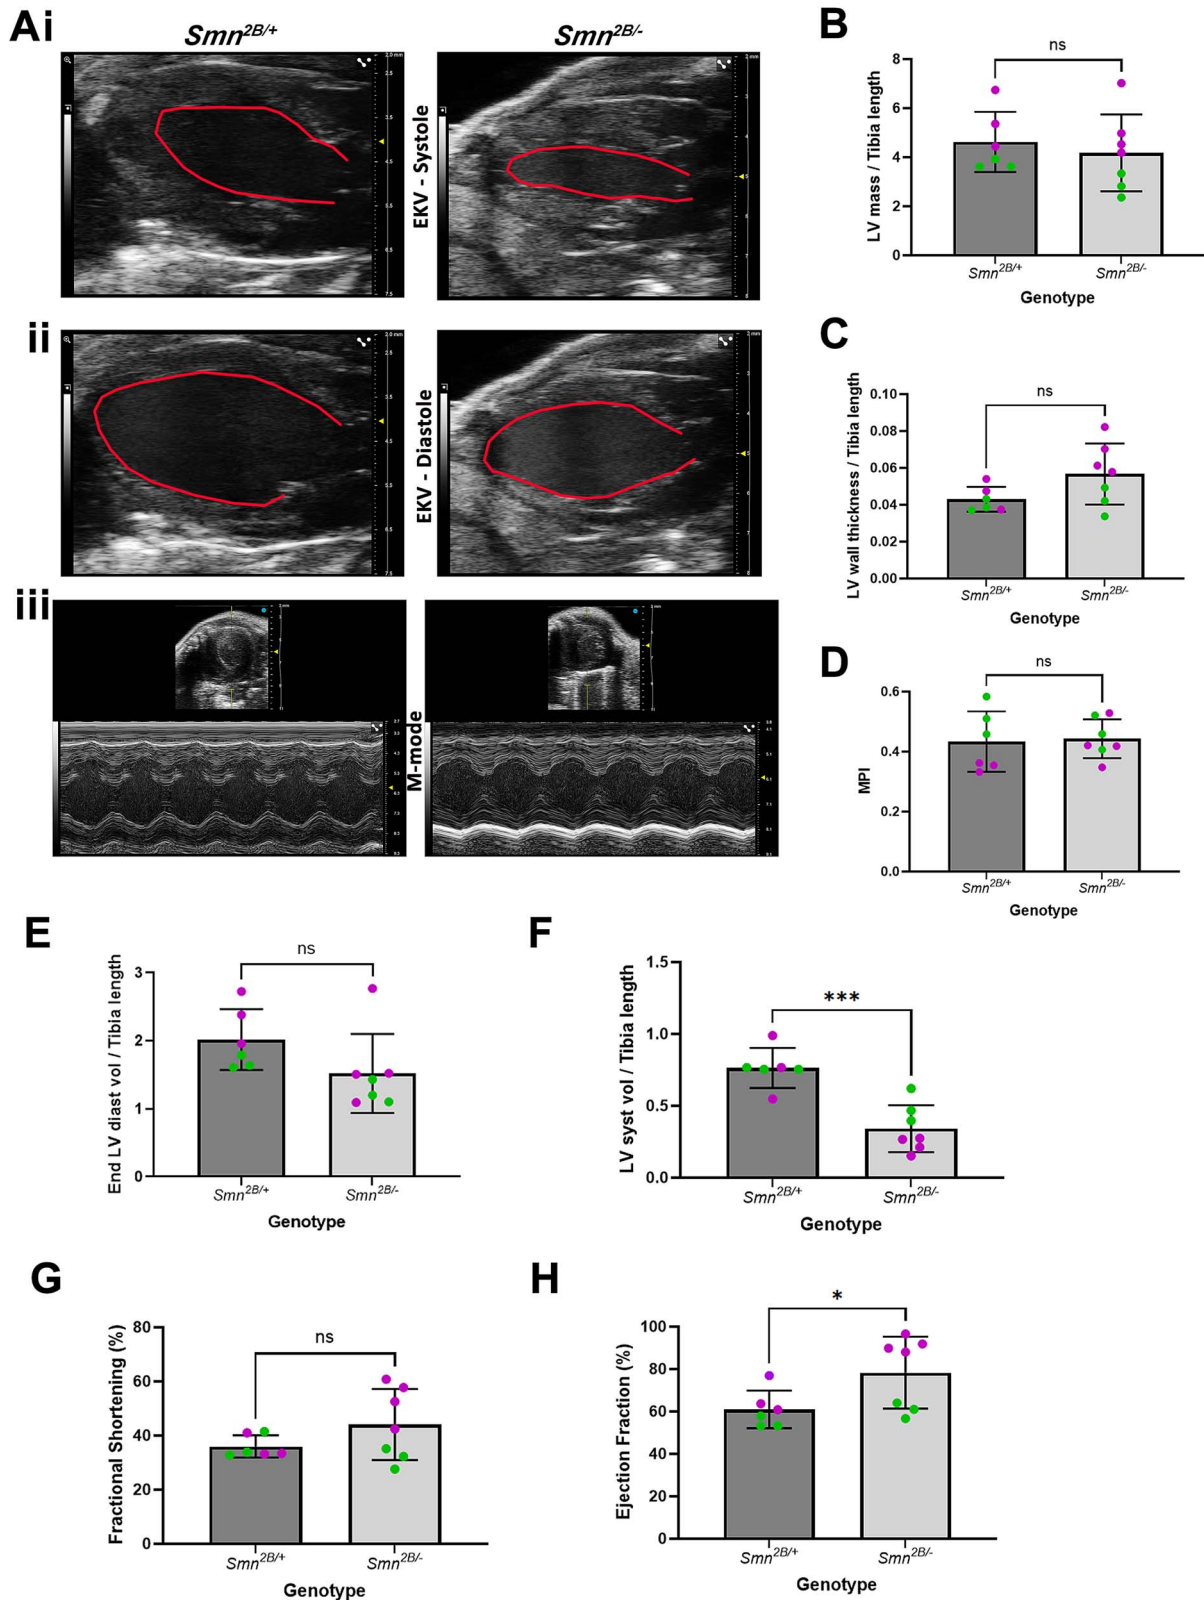 Ai
Smn2B/+
Smn2B/-
EKV - Systole
ii
EKV - Diastole
iii
M-mode
B
ns
8
6
4
2
0
LV mass / Tibia length
Smn2B/+
Smn2B/-
Genotype
C
ns
0.10
0.08
0.06
0.04
0.02
0.00
LV wall thickness / Tibia length
Smn2B/+
Smn2B/-
Genotype
D
ns
0.6
0.4
0.2
0.0
MPI
Smn2B/+
Smn2B/-
Genotype
E
ns
3
2
1
0
End LV diast vol / Tibia length
Smn2B/+
Smn2B/-
Genotype
F
***
1.5
1.0
0.5
0.0
LV syst vol / Tibia length
Smn2B/+
Smn2B/-
Genotype
G
ns
80
60
40
20
0
Fractional Shortening (%)
Smn2B/+
Smn2B/-
Genotype
H
*
100
80
60
40
20
0
Ejection Fraction (%)
Smn2B/+
Smn2B/-
Genotype